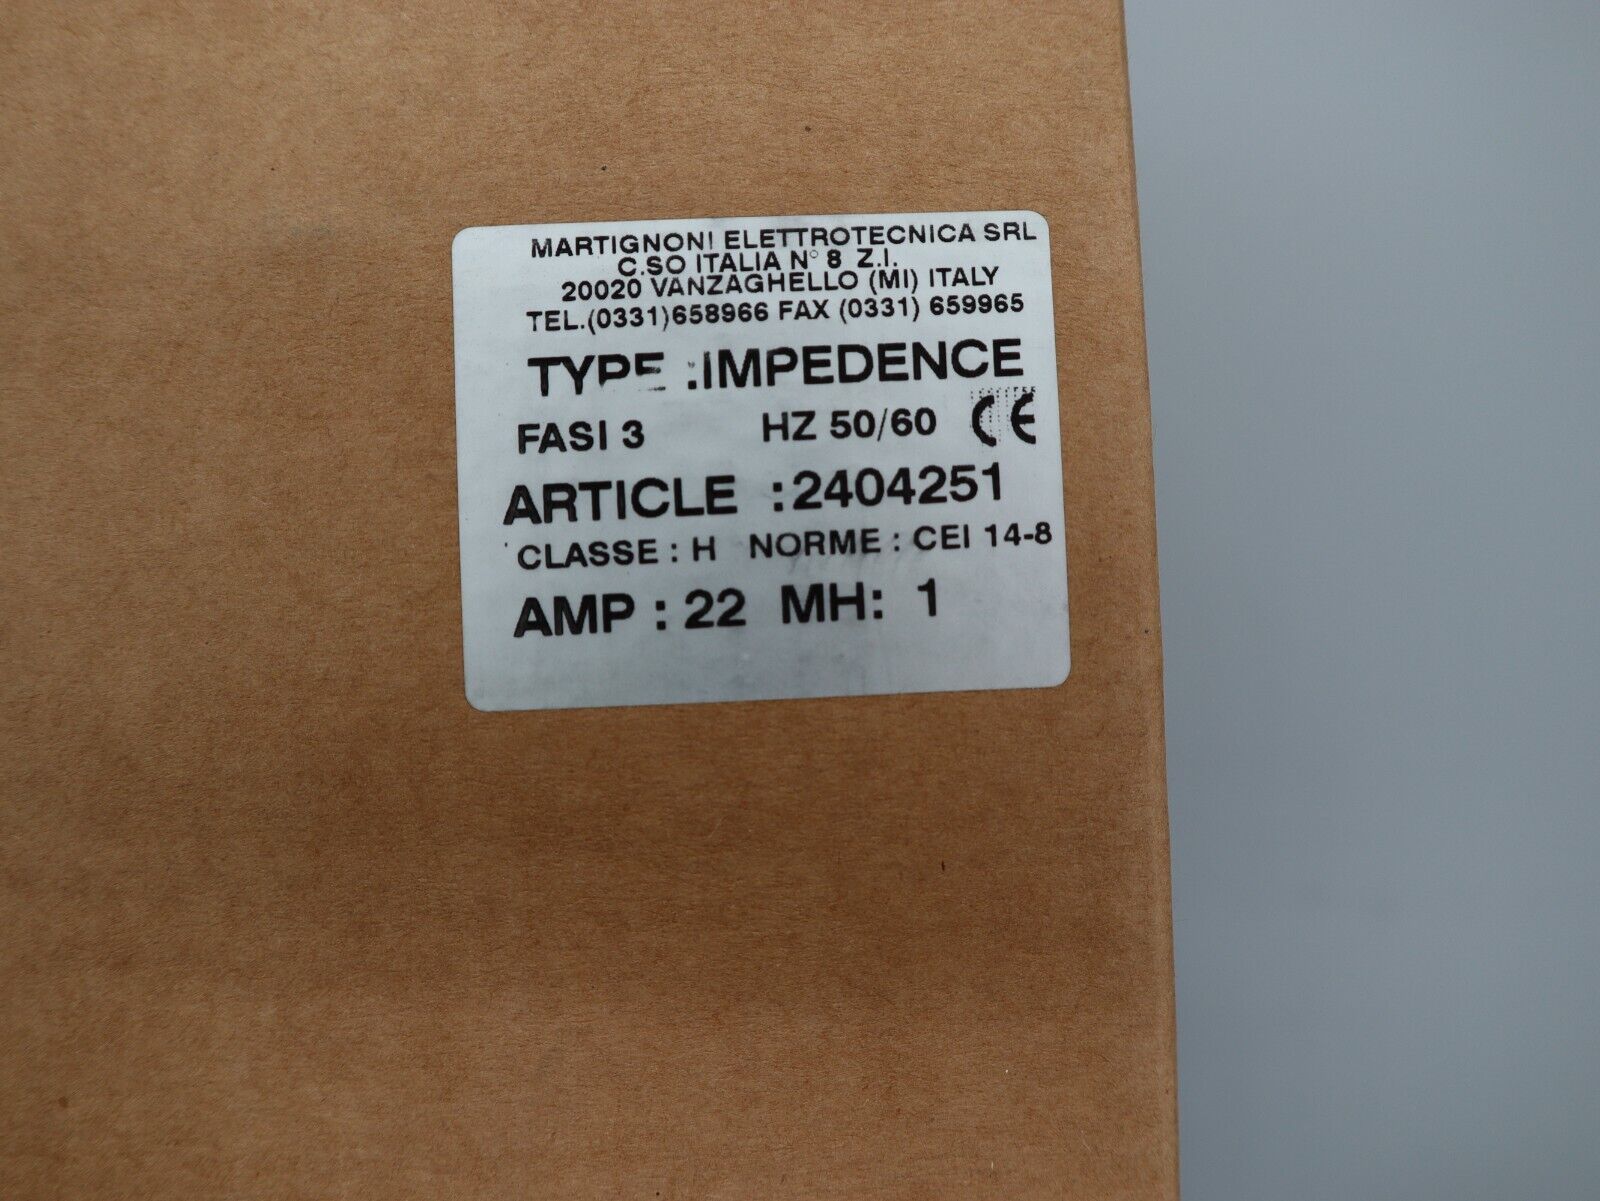 MARTIGNONI ELETTROTECNICA SRL
C.SO ITALIA N° 8 Z.I.
20020 VANZAGHELLO (MI) ITALY
TEL.(0331)658966 FAX (0331) 659965
TYPE :IMPEDENCE
FASI 3 HZ 50/60 CE
ARTICLE :2404251
CLASSE : H NORME : CEI 14-8
AMP : 22 MH: 1